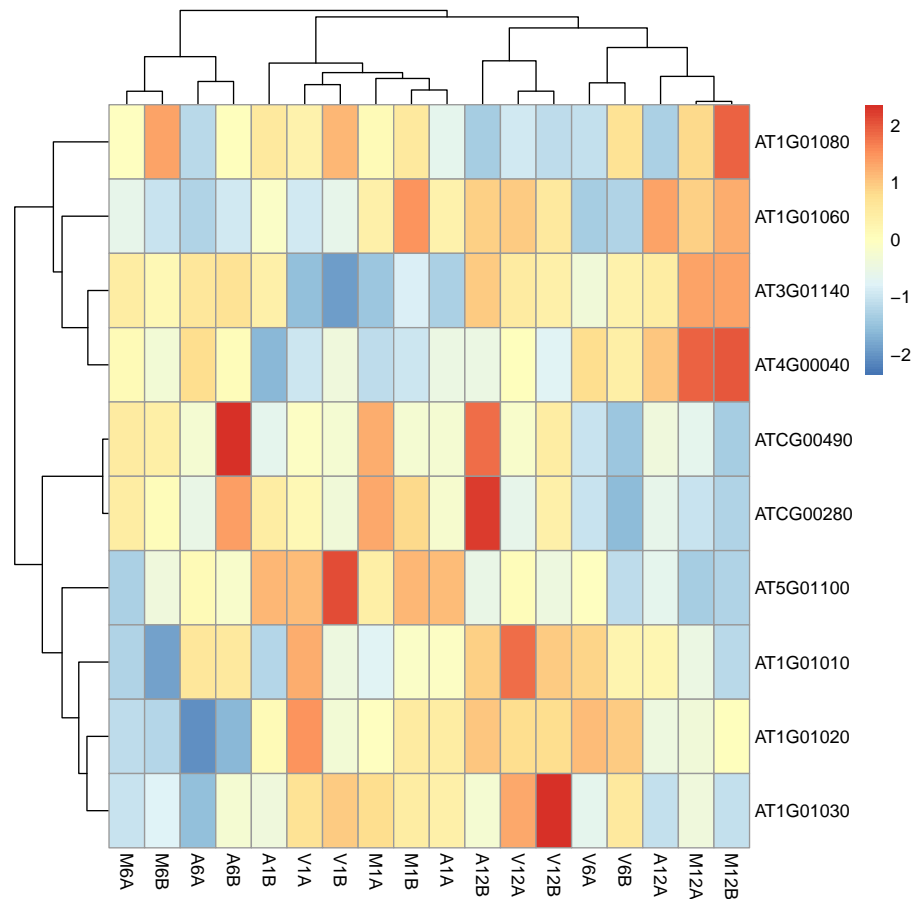 AT1G01080
AT1G01060
AT3G01140
AT4G00040
ATCG00490
ATCG00280
AT5G01100
AT1G01010
AT1G01020
AT1G01030
2
1
0
−1
−2
M6A
M6B
A6A
A6B
A1B
V1A
V1B
M1A
M1B
A1A
A12B
V12A
V12B
V6A
V6B
A12A
M12A
M12B